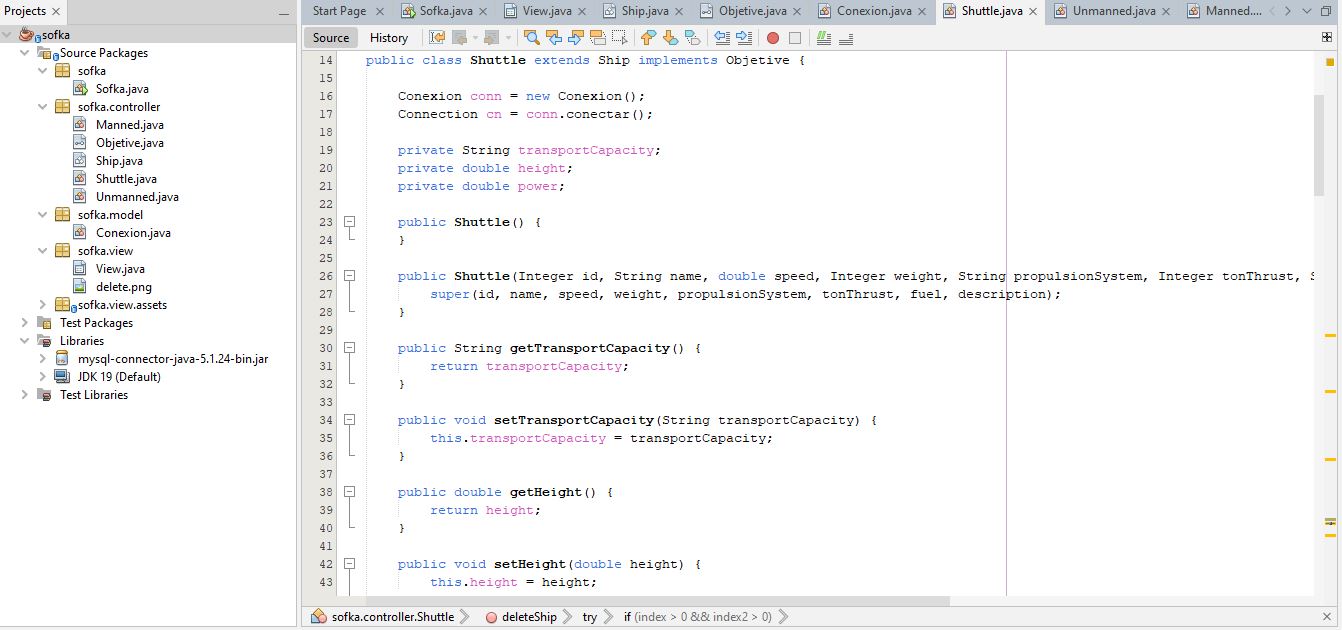 Projects
sofka
Source Packages
sofka
Sofka.java
sofka.controller
Manned.java
Objetive.java
Ship.java
Shuttle.java
Unmanned.java
sofka.model
Conexion.java
sofka.view
View.java
delete.png
sofka.view.assets
Test Packages
Libraries
mysql-connector-java-5.1.24-bin.jar
JDK 19 (Default)
Test Libraries
Start Page Sofka.java View.java Ship.java Objetive.java Conexion.java Shuttle.java Unmanned.java Manned....
Source History
14 public class Shuttle extends Ship implements Objetive {
15
16 Conexion conn = new Conexion();
17 Connection cn = conn.conectar();
18
19 private String transportCapacity;
20 private double height;
21 private double power;
22
23 public Shuttle() {
24 }
25
26 public Shuttle(Integer id, String name, double speed, Integer weight, String propulsionSystem, Integer tonThrust,
27 super(id, name, speed, weight, propulsionSystem, tonThrust, fuel, description);
28 }
29
30 public String getTransportCapacity() {
31 return transportCapacity;
32 }
33
34 public void setTransportCapacity(String transportCapacity) {
35 this.transportCapacity = transportCapacity;
36 }
37
38 public double getHeight() {
39 return height;
40 }
41
42 public void setHeight(double height) {
43 this.height = height;
sofka.controller.Shuttle deleteShip try if (index > 0 && index2 > 0)